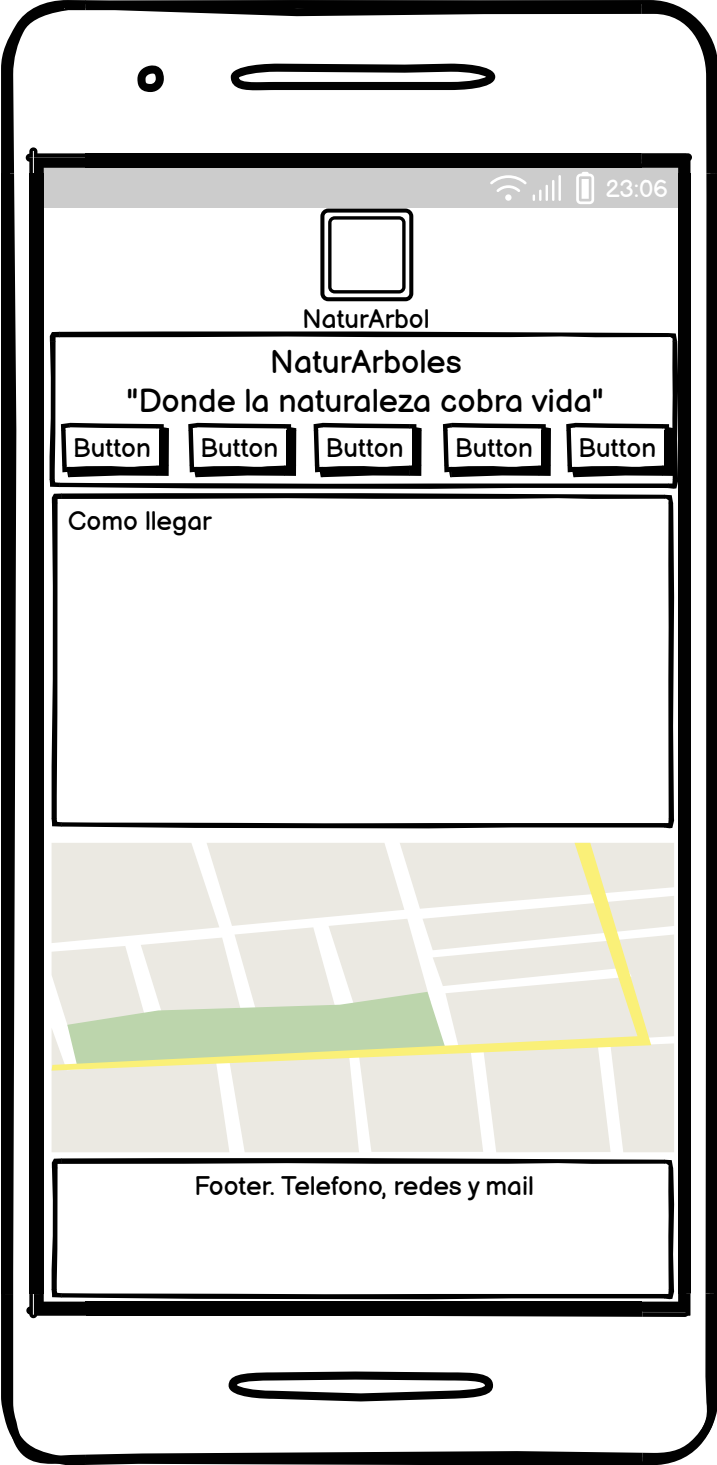 23:06
NaturArbol
NaturArboles
"Donde la naturaleza cobra vida"
Button Button Button Button Button
Como llegar
Footer. Telefono, redes y mail